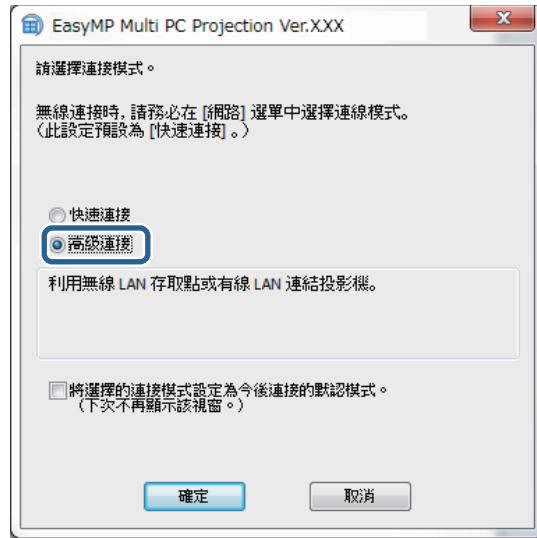 EasyMP Multi PC Projection Ver.XXX
請選擇連接模式。
無線連接時, 請務必在 [網路] 選單中選擇連線模式。
(此設定預設為 [快速連接] 。)
快速連接
高級連接
利用無線 LAN 存取點或有線 LAN 連結投影機。
將選擇的連接模式設定為今後連接的默認模式。
(下次不再顯示該視窗。)
確定
取消